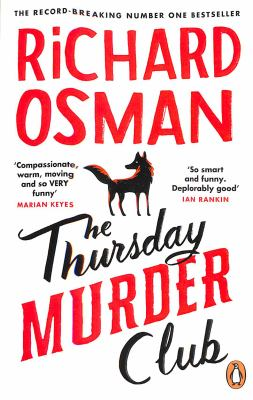 THE RECORD-BREAKING NUMBER ONE BESTSELLER
RiCHARD
OSMAN
'Compassionate,
warm, moving
and so VERY
funny'
MARIAN KEYES
'So smart
and funny.
Deplorably good'
IAN RANKIN
The
Thursday
MURDER
Club